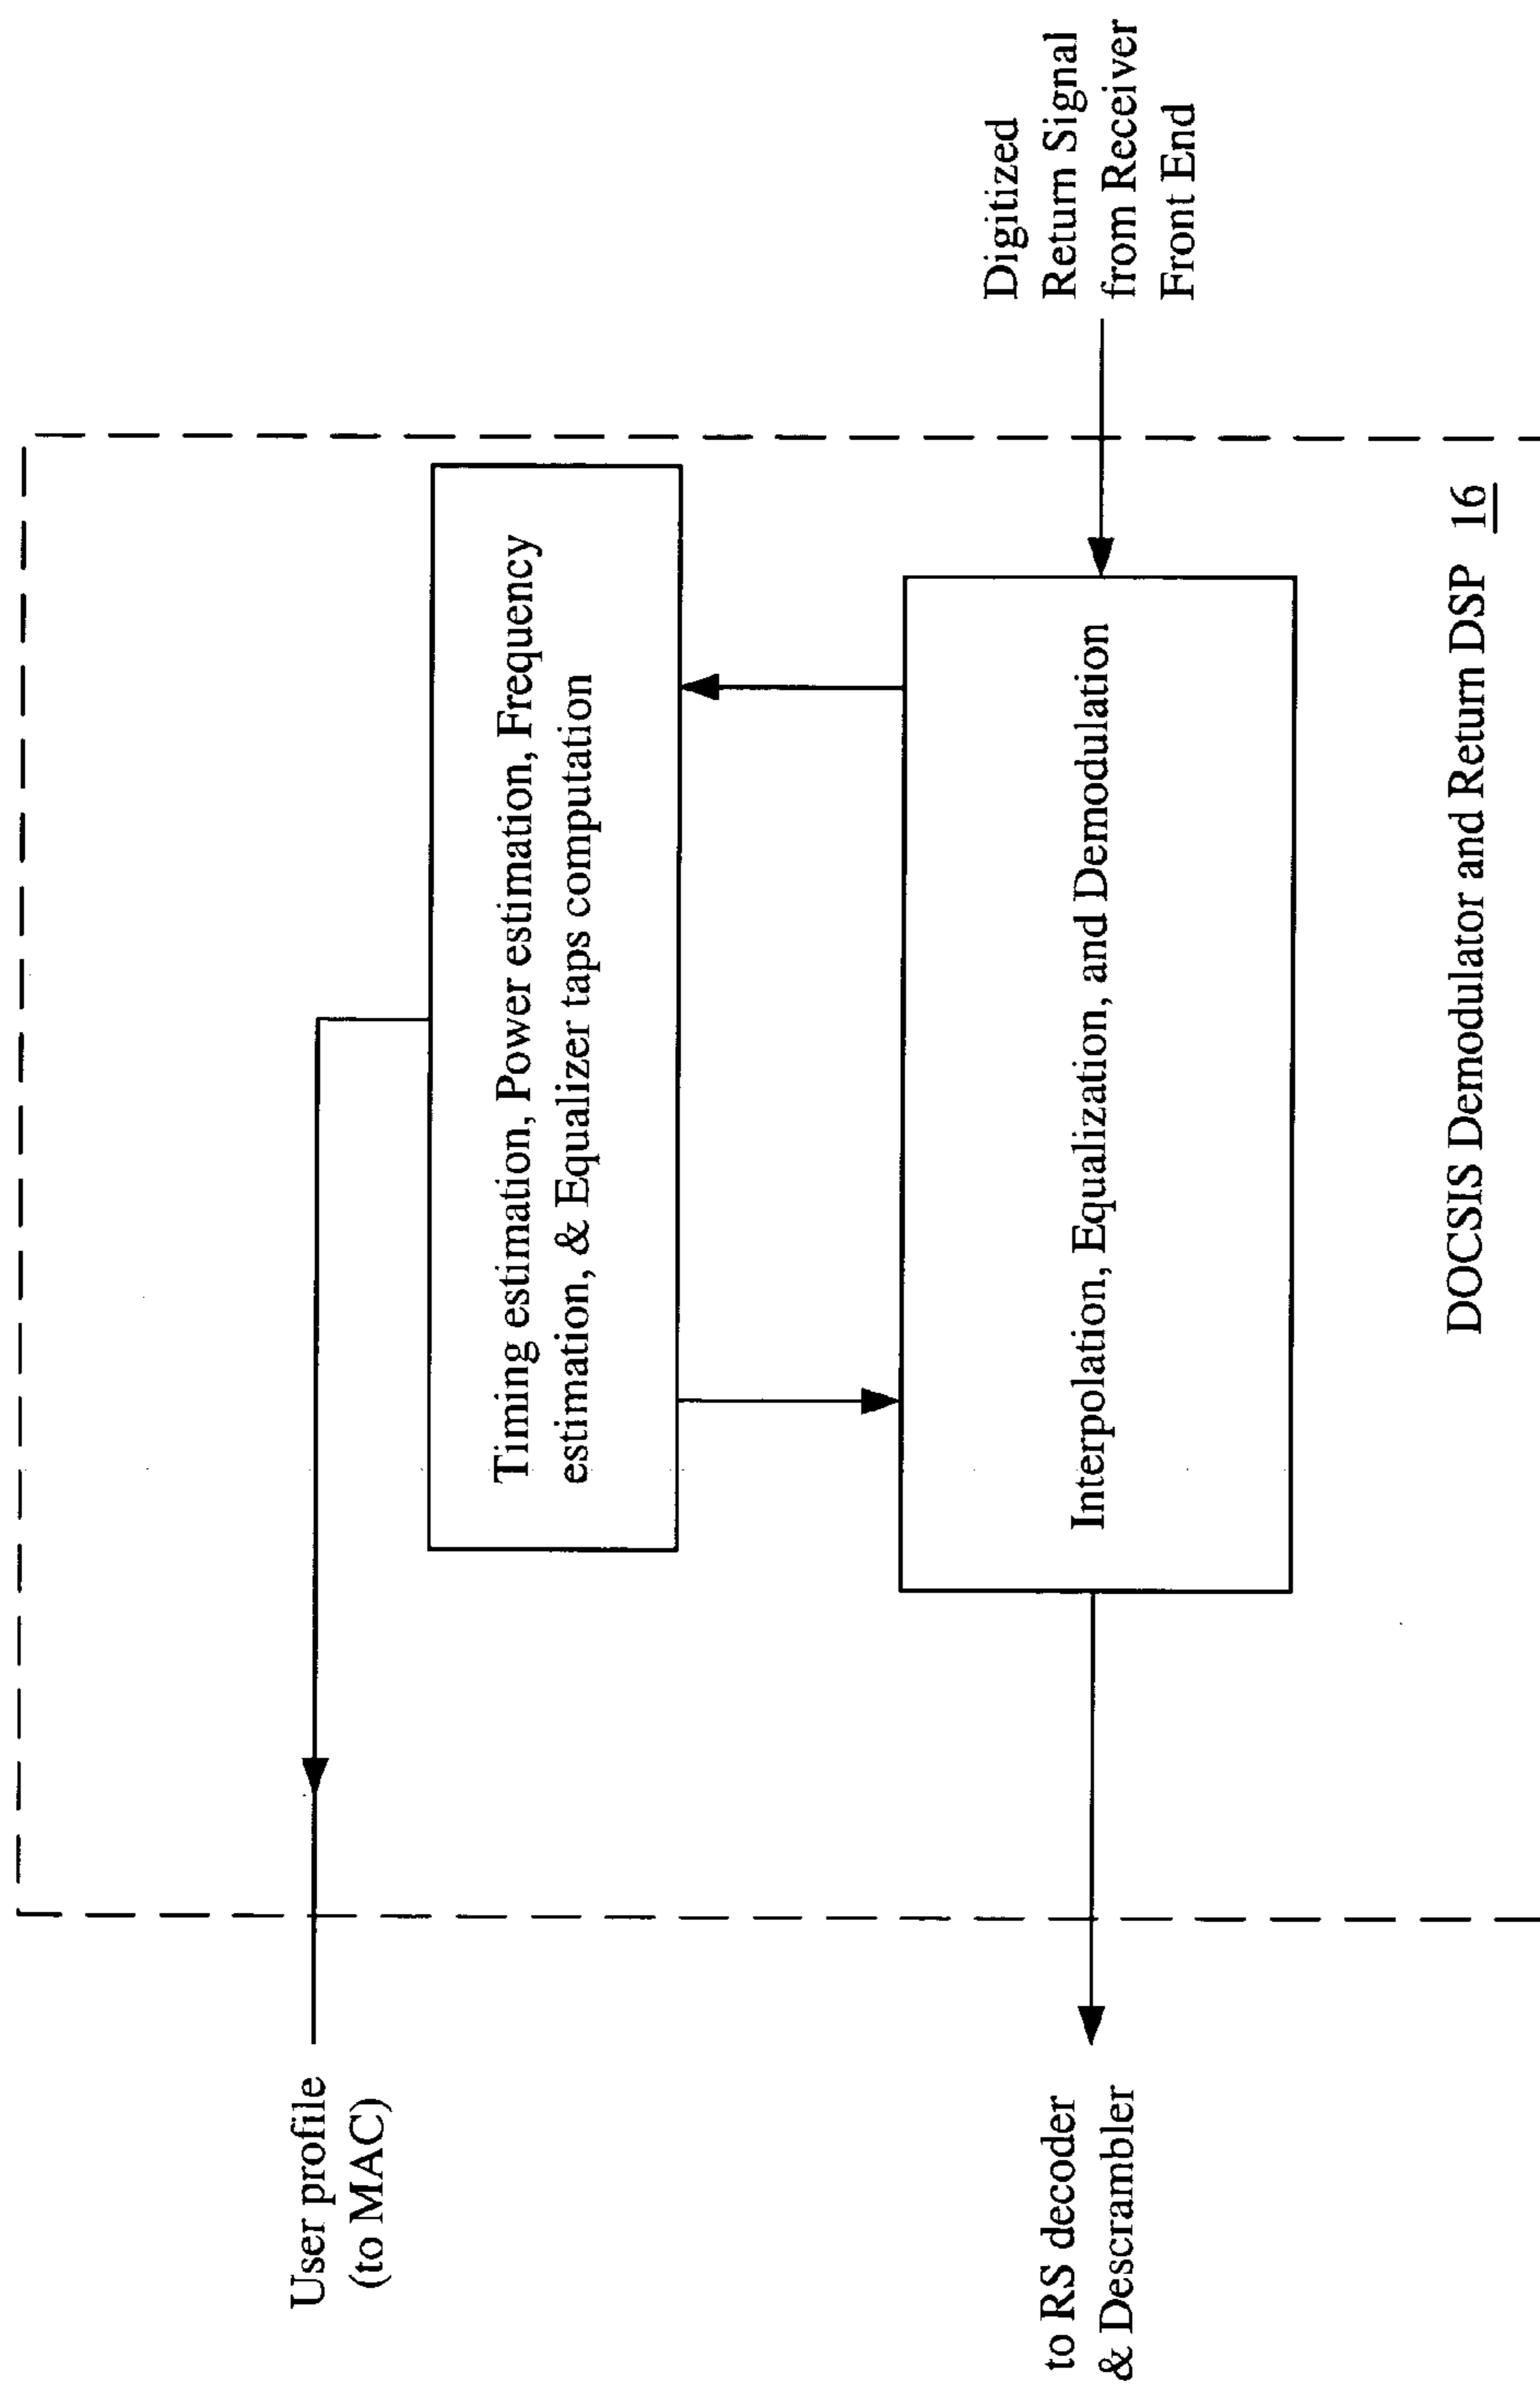 User profile
(to MAC)
to RS decoder
& Descrambler
Timing estimation, Power estimation, Frequency
estimation, & Equalizer taps computation
Interpolation, Equalization, and Demodulation
Digitized
Return Signal
from Receiver
Front End
DOCSIS Demodulator and Return DSP 16